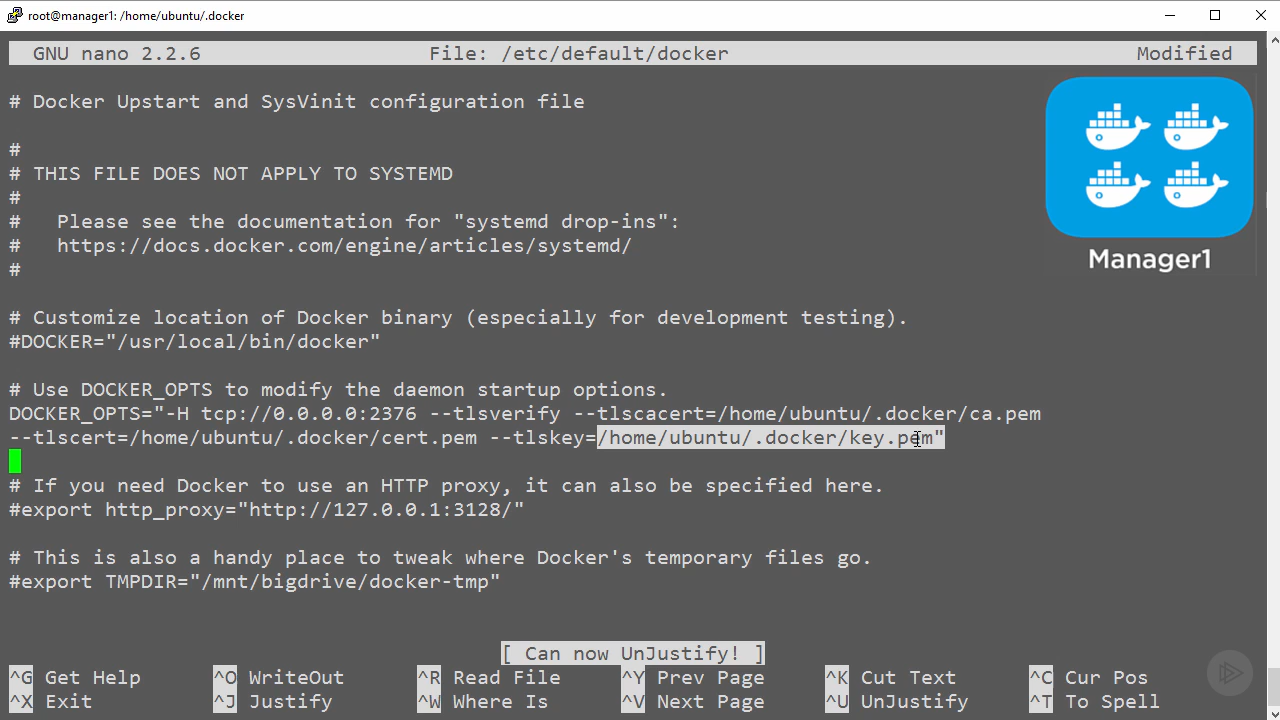 root@manager1: /home/ubuntu/.docker
GNU nano 2.2.6 File: /etc/default/docker Modified
# Docker Upstart and SysVinit configuration file
#
# THIS FILE DOES NOT APPLY TO SYSTEMD
#
# Please see the documentation for "systemd drop-ins":
# https://docs.docker.com/engine/articles/systemd/
#
Manager1
# Customize location of Docker binary (especially for development testing).
#DOCKER="/usr/local/bin/docker"
# Use DOCKER_OPTS to modify the daemon startup options.
DOCKER_OPTS="-H tcp://0.0.0.0:2376 --tlsverify --tlscacert=/home/ubuntu/.docker/ca.pem
--tlscert=/home/ubuntu/.docker/cert.pem --tlskey=/home/ubuntu/.docker/key.pem"
# If you need Docker to use an HTTP proxy, it can also be specified here.
#export http_proxy="http://127.0.0.1:3128/"
# This is also a handy place to tweak where Docker's temporary files go.
#export TMPDIR="/mnt/bigdrive/docker-tmp"
[ Can now UnJustify! ]
^G Get Help ^O WriteOut ^R Read File ^Y Prev Page ^K Cut Text ^C Cur Pos
^X Exit ^J Justify ^W Where Is ^V Next Page ^U UnJustify ^T To Spell